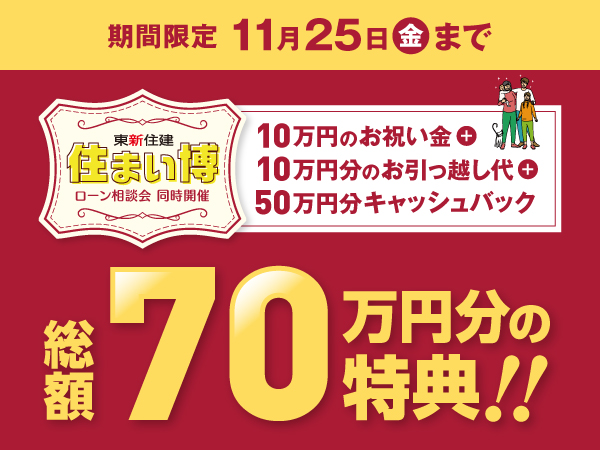 期間限定 11月25日金まで
東新住建
住まい博
ローン相談会 同時開催
10万円のお祝い金+
10万円分のお引っ越し代+
50万円分キャッシュバック
総額70万円分の特典!!